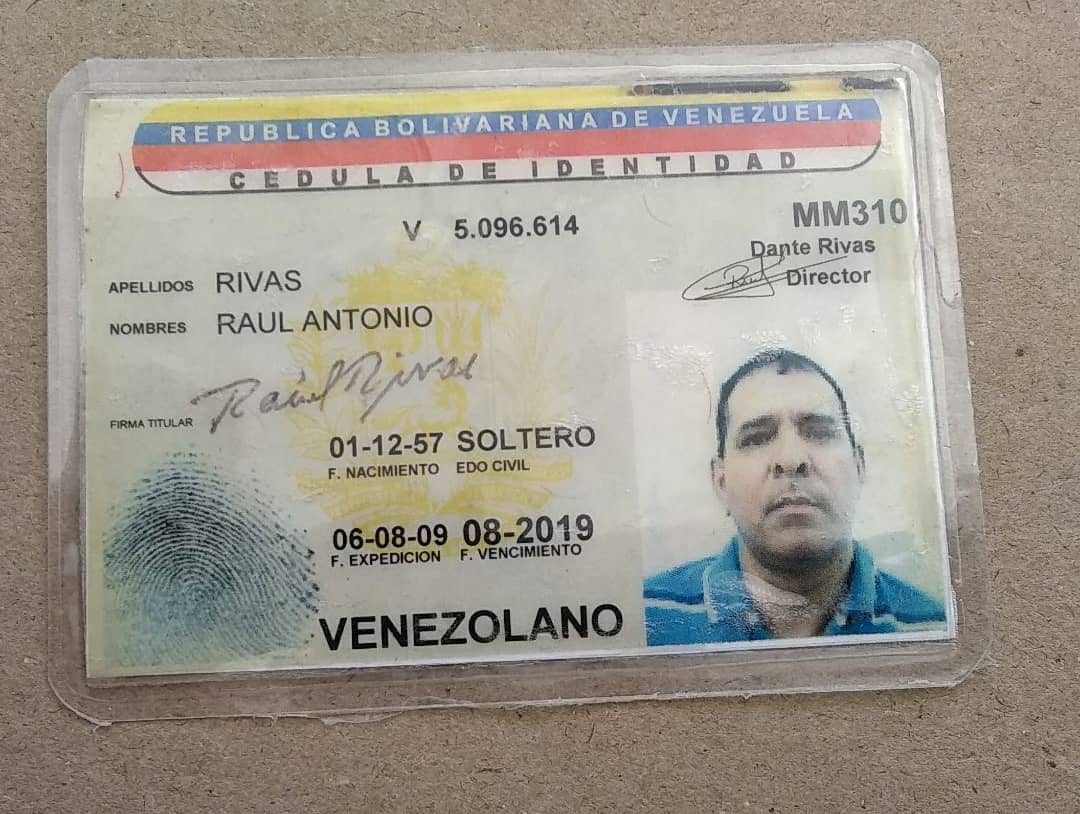 REPUBLICA BOLIVARIANA DE VENEZUELA
CEDULA DE IDENTIDAD
V 5.096.614
MM310
Dante Rivas
Director
APELLIDOS RIVAS
NOMBRES RAUL ANTONIO
Raúl Rivas
FIRMA TITULAR
01-12-57 SOLTERO
F. NACIMIENTO EDO CIVIL
06-08-09 08-2019
F. EXPEDICION F. VENCIMIENTO
VENEZOLANO